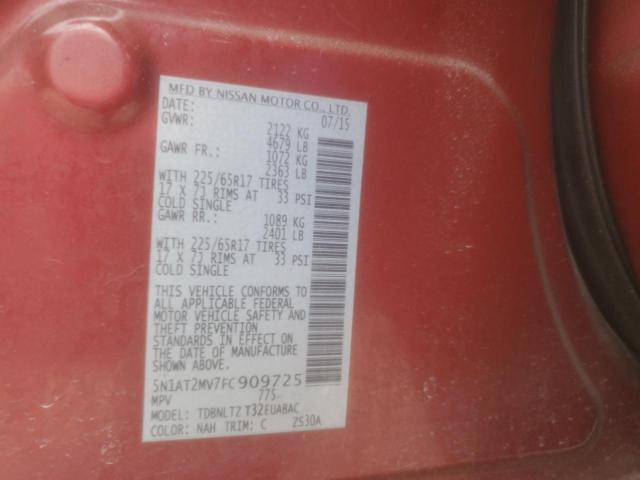 MFD BY NISSAN MOTOR CO., LTD.
DATE: 07/15
GVWR: 2122 KG
4679 LB
GAWR FR.: 1072 KG
2363 LB
WITH 225/65R17 TIRES
17 X 7J RIMS AT 33 PSI
COLD SINGLE
GAWR RR.: 1089 KG
2401 LB
WITH 225/65R17 TIRES
17 X 7J RIMS AT 33 PSI
COLD SINGLE
THIS VEHICLE CONFORMS TO
ALL APPLICABLE FEDERAL
MOTOR VEHICLE SAFETY AND
THEFT PREVENTION
STANDARDS IN EFFECT ON THE
DATE OF MANUFACTURE
SHOWN ABOVE.
5N1AT2MV7FC909725
MPV 775
MODEL: TDBNLTZ T32EUABAC
COLOR: NAH TRIM: C 2S30A